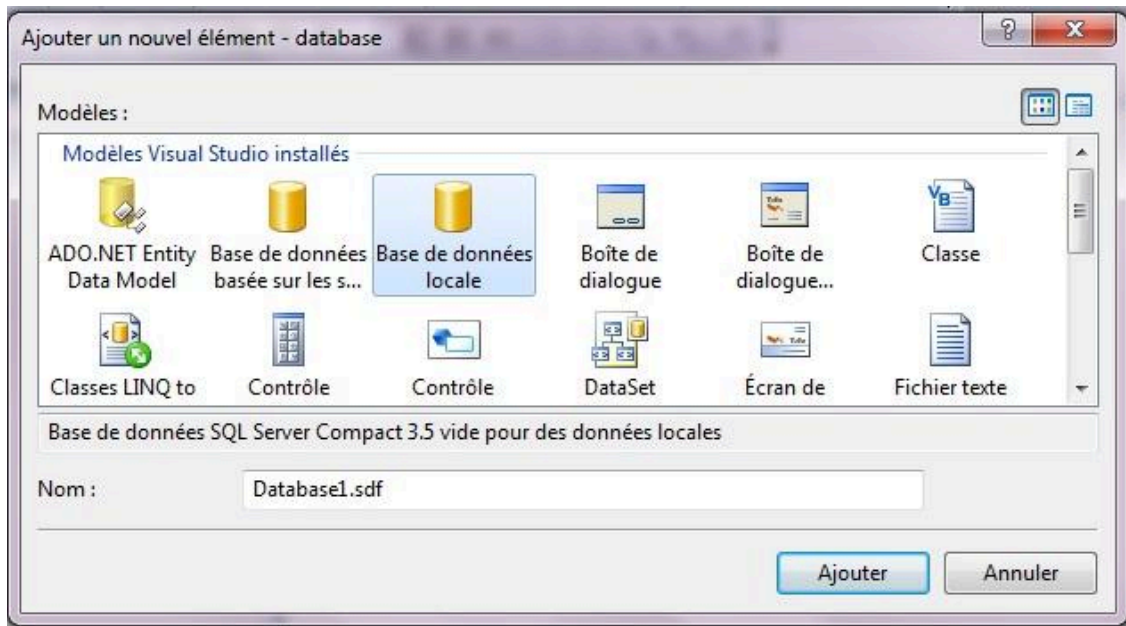 Ajouter un nouvel élément - database
Modèles :
Modèles Visual Studio installés
ADO.NET Entity Data Model
Base de données basée sur les s...
Base de données locale
Boîte de dialogue
Boîte de dialogue...
Classe
Classes LINQ to
Contrôle
Contrôle
DataSet
Écran de
Fichier texte
Base de données SQL Server Compact 3.5 vide pour des données locales
Nom :
Database1.sdf
Ajouter
Annuler